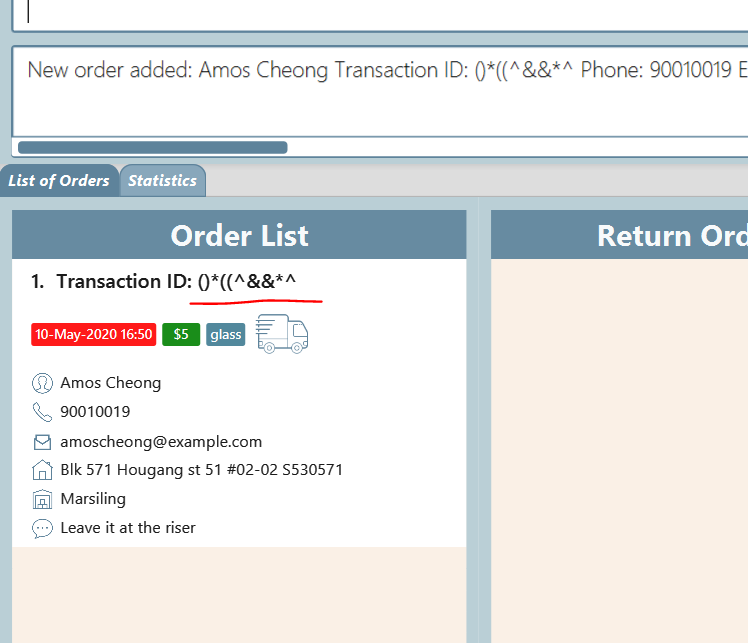 New order added: Amos Cheong Transaction ID: ()*((^&&*^ Phone: 90010019 E
List of Orders
Statistics
Order List
Return Ord
1. Transaction ID: ()*((^&&*^
10-May-2020 16:50 $5 glass
Amos Cheong
90010019
amoscheong@example.com
Blk 571 Hougang st 51 #02-02 S530571
Marsiling
Leave it at the riser